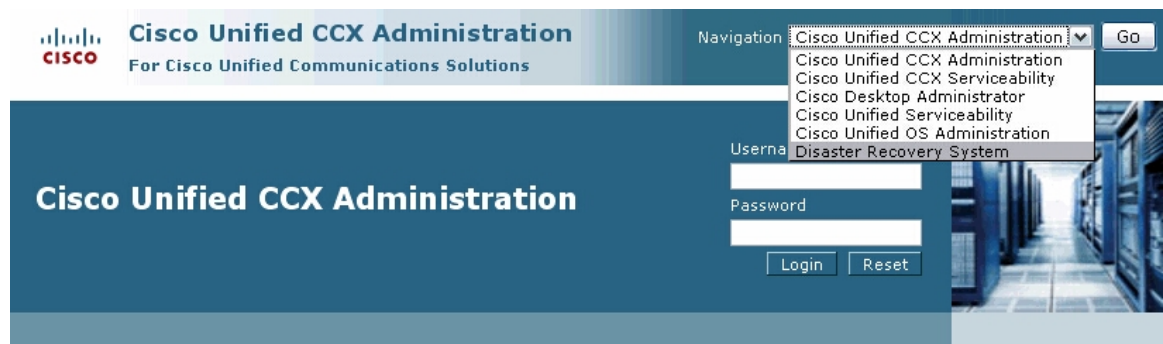 CISCO
Cisco Unified CCX Administration
For Cisco Unified Communications Solutions
Navigation Cisco Unified CCX Administration Go
Cisco Unified CCX Administration
Cisco Unified CCX Serviceability
Cisco Desktop Administrator
Cisco Unified Serviceability
Cisco Unified OS Administration
Disaster Recovery System
Userna
Cisco Unified CCX Administration
Password
Login Reset